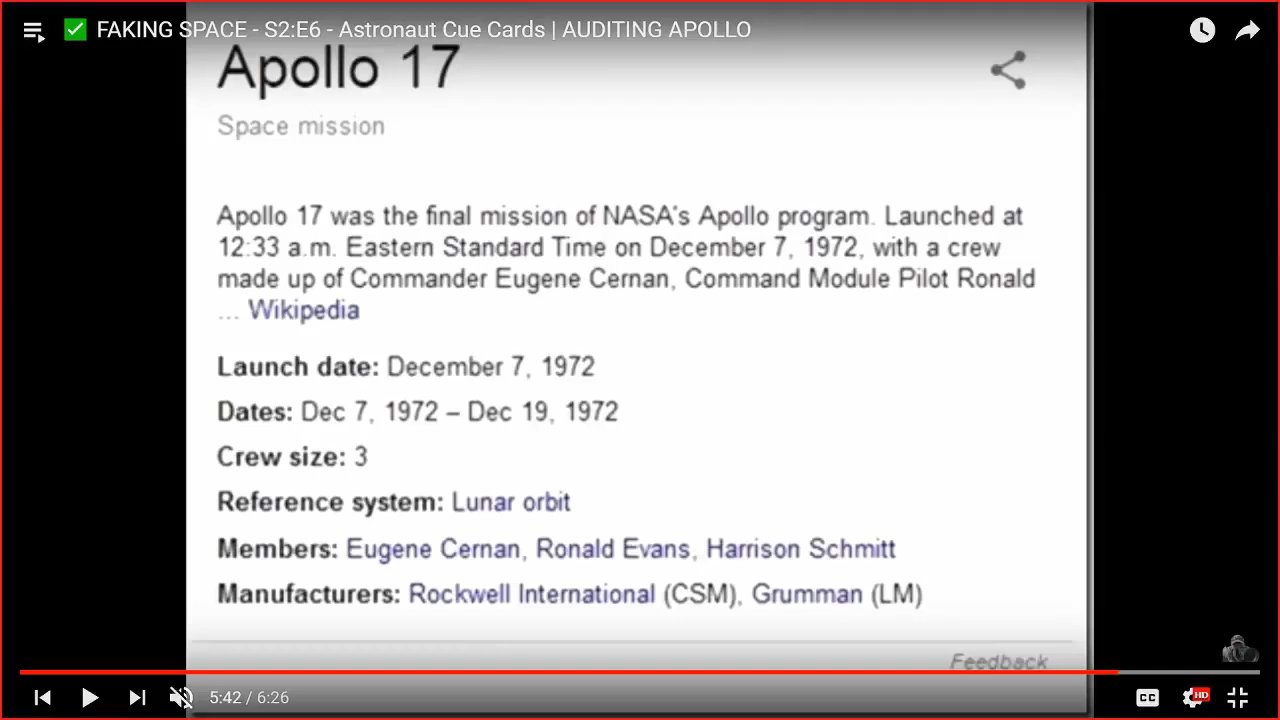 ✅ FAKING SPACE - S2:E6 - Astronaut Cue Cards | AUDITING APOLLO
Apollo 17
Space mission
Apollo 17 was the final mission of NASA's Apollo program. Launched at
12:33 a.m. Eastern Standard Time on December 7, 1972, with a crew
made up of Commander Eugene Cernan, Command Module Pilot Ronald
... Wikipedia
Launch date: December 7, 1972
Dates: Dec 7, 1972 – Dec 19, 1972
Crew size: 3
Reference system: Lunar orbit
Members: Eugene Cernan, Ronald Evans, Harrison Schmitt
Manufacturers: Rockwell International (CSM), Grumman (LM)
Feedback
5:42 / 6:26
CC
HD